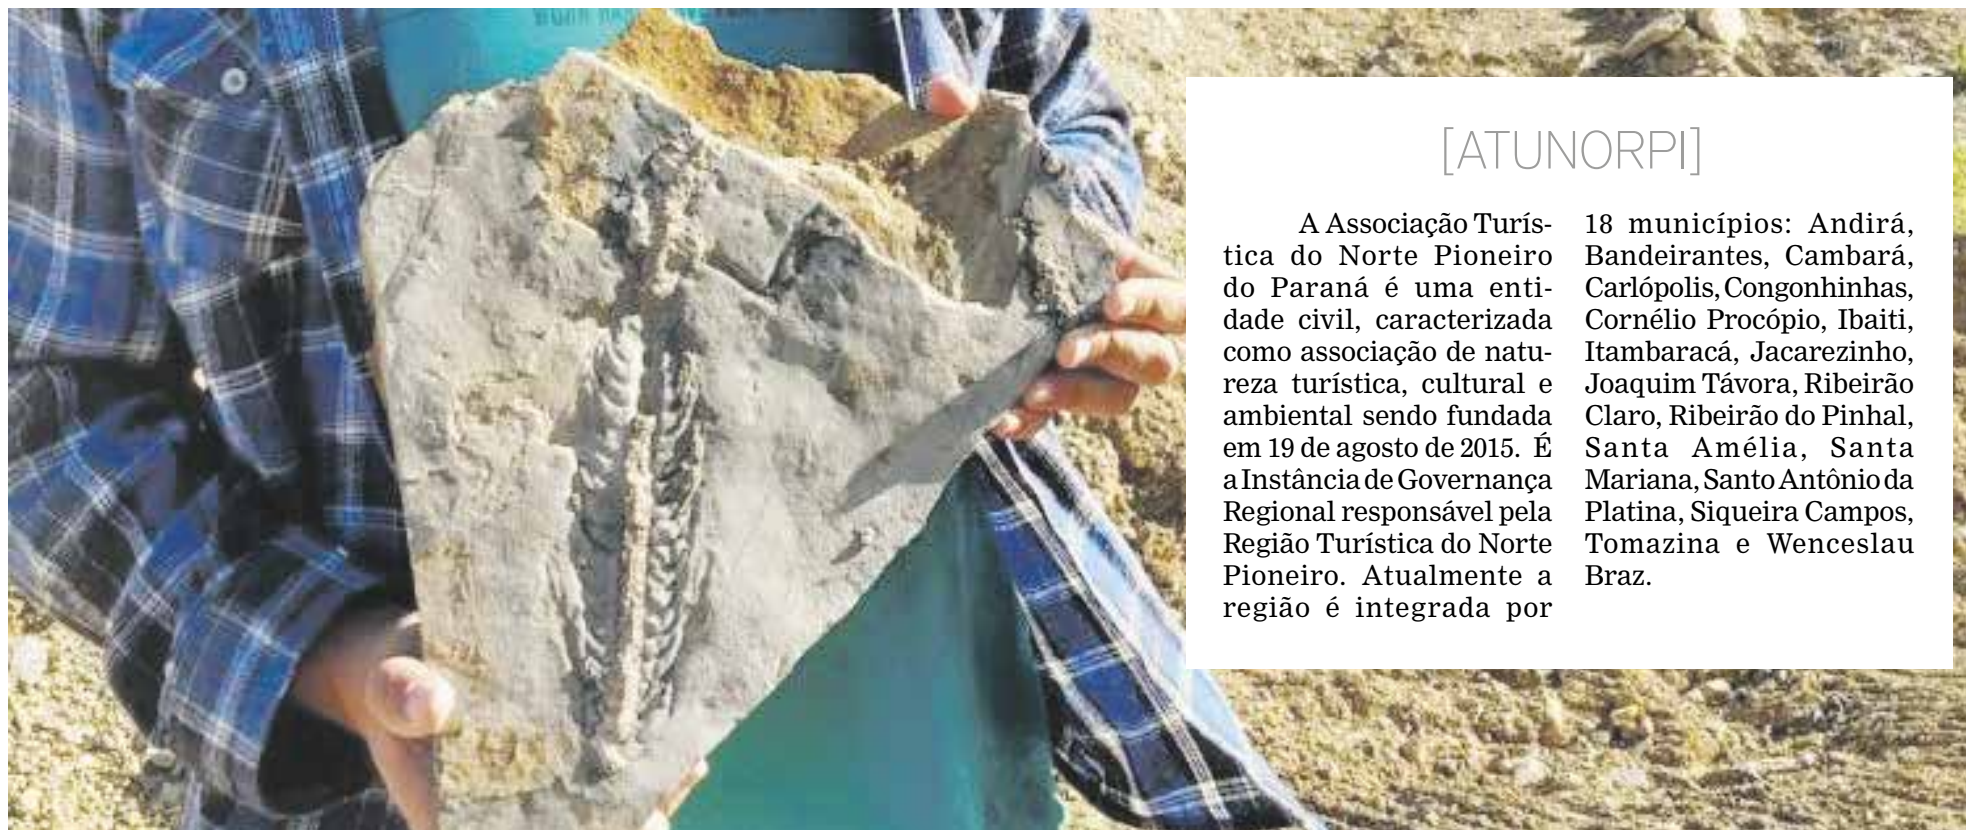 [ATUNORPI]
A Associação Turís-
tica do Norte Pioneiro
do Paraná é uma enti-
dade civil, caracterizada
como associação de natu-
reza turística, cultural e
ambiental sendo fundada
em 19 de agosto de 2015. É
a Instância de Governança
Regional responsável pela
Região Turística do Norte
Pioneiro. Atualmente a
região é integrada por
18 municípios: Andirá,
Bandeirantes, Cambará,
Carlópolis, Congonhinhas,
Cornélio Procópio, Ibaiti,
Itambaracá, Jacarezinho,
Joaquim Távora, Ribeirão
Claro, Ribeirão do Pinhal,
Santa Amélia, Santa
Mariana, Santo Antônio da
Platina, Siqueira Campos,
Tomazina e Wenceslau
Braz.